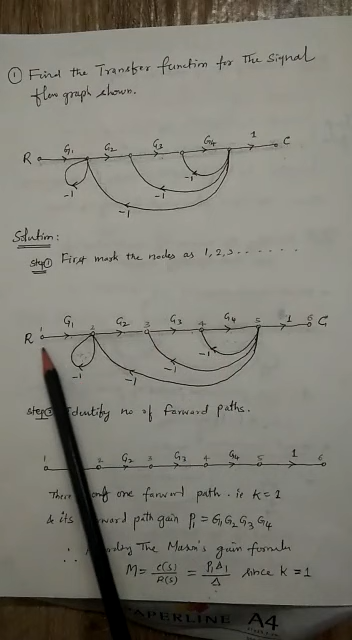 ① Find the Transfer function for the signal
flow graph shown.
R G1 G2 G3 G4 1 C
-1 -1 -1 -1
Solution:
step① First mark the nodes as 1, 2, 3 . . . . . .
1 2 3 4 5 6
R G1 G2 G3 G4 1 C
-1 -1 -1 -1
step Identify no of forward paths.
1 2 3 4 5 6
G2 G3 G4 1
There one forward path. ie K=1
& its forward path gain P1 = G1 G2 G3 G4
∴ The Mason's gain formula
M = C(s)/R(s) = P1 Δ1/Δ since k = 1
PAPERLINE A4